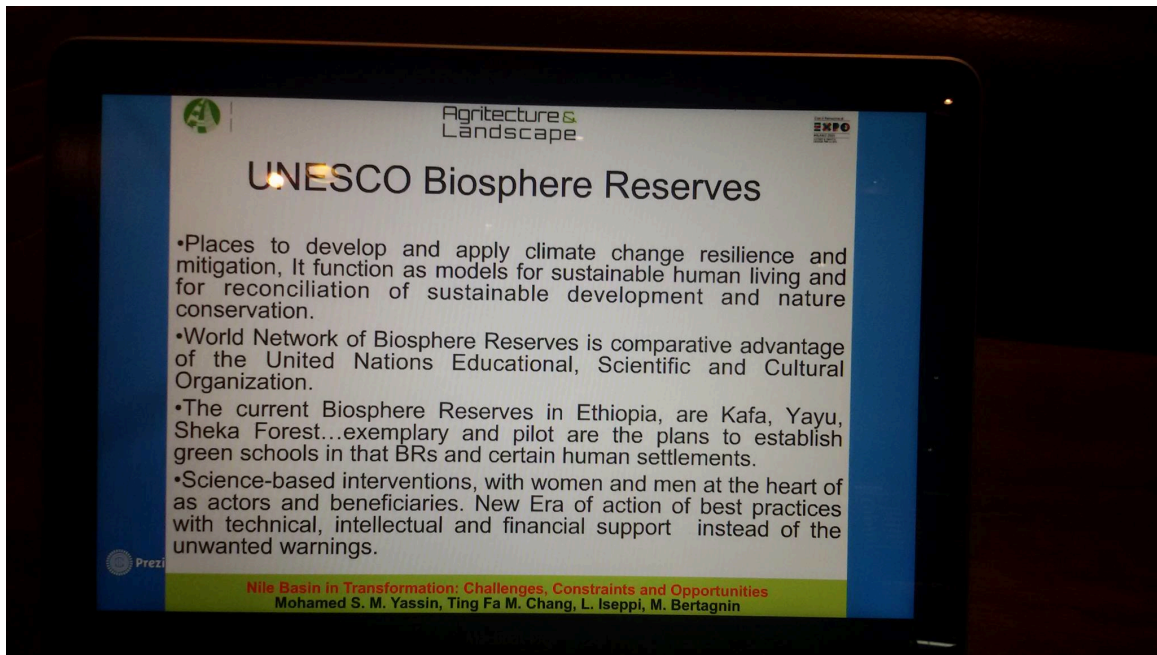 Agritecture&
Landscape
EXPO
UNESCO Biosphere Reserves
•Places to develop and apply climate change resilience and
mitigation, It function as models for sustainable human living and
for reconciliation of sustainable development and nature
conservation.
•World Network of Biosphere Reserves is comparative advantage
of the United Nations Educational, Scientific and Cultural
Organization.
•The current Biosphere Reserves in Ethiopia, are Kafa, Yayu,
Sheka Forest...exemplary and pilot are the plans to establish
green schools in that BRs and certain human settlements.
•Science-based interventions, with women and men at the heart of
as actors and beneficiaries. New Era of action of best practices
with technical, intellectual and financial support instead of the
unwanted warnings.
Prezi
Nile Basin in Transformation: Challenges, Constraints and Opportunities
Mohamed S. M. Yassin, Ting Fa M. Chang, L. Iseppi, M. Bertagnin